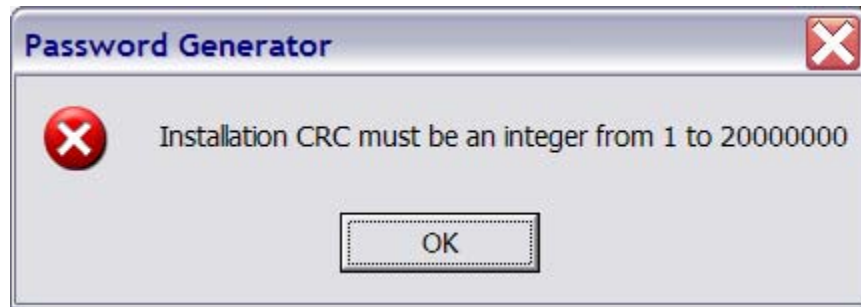 Password Generator
Installation CRC must be an integer from 1 to 20000000
OK